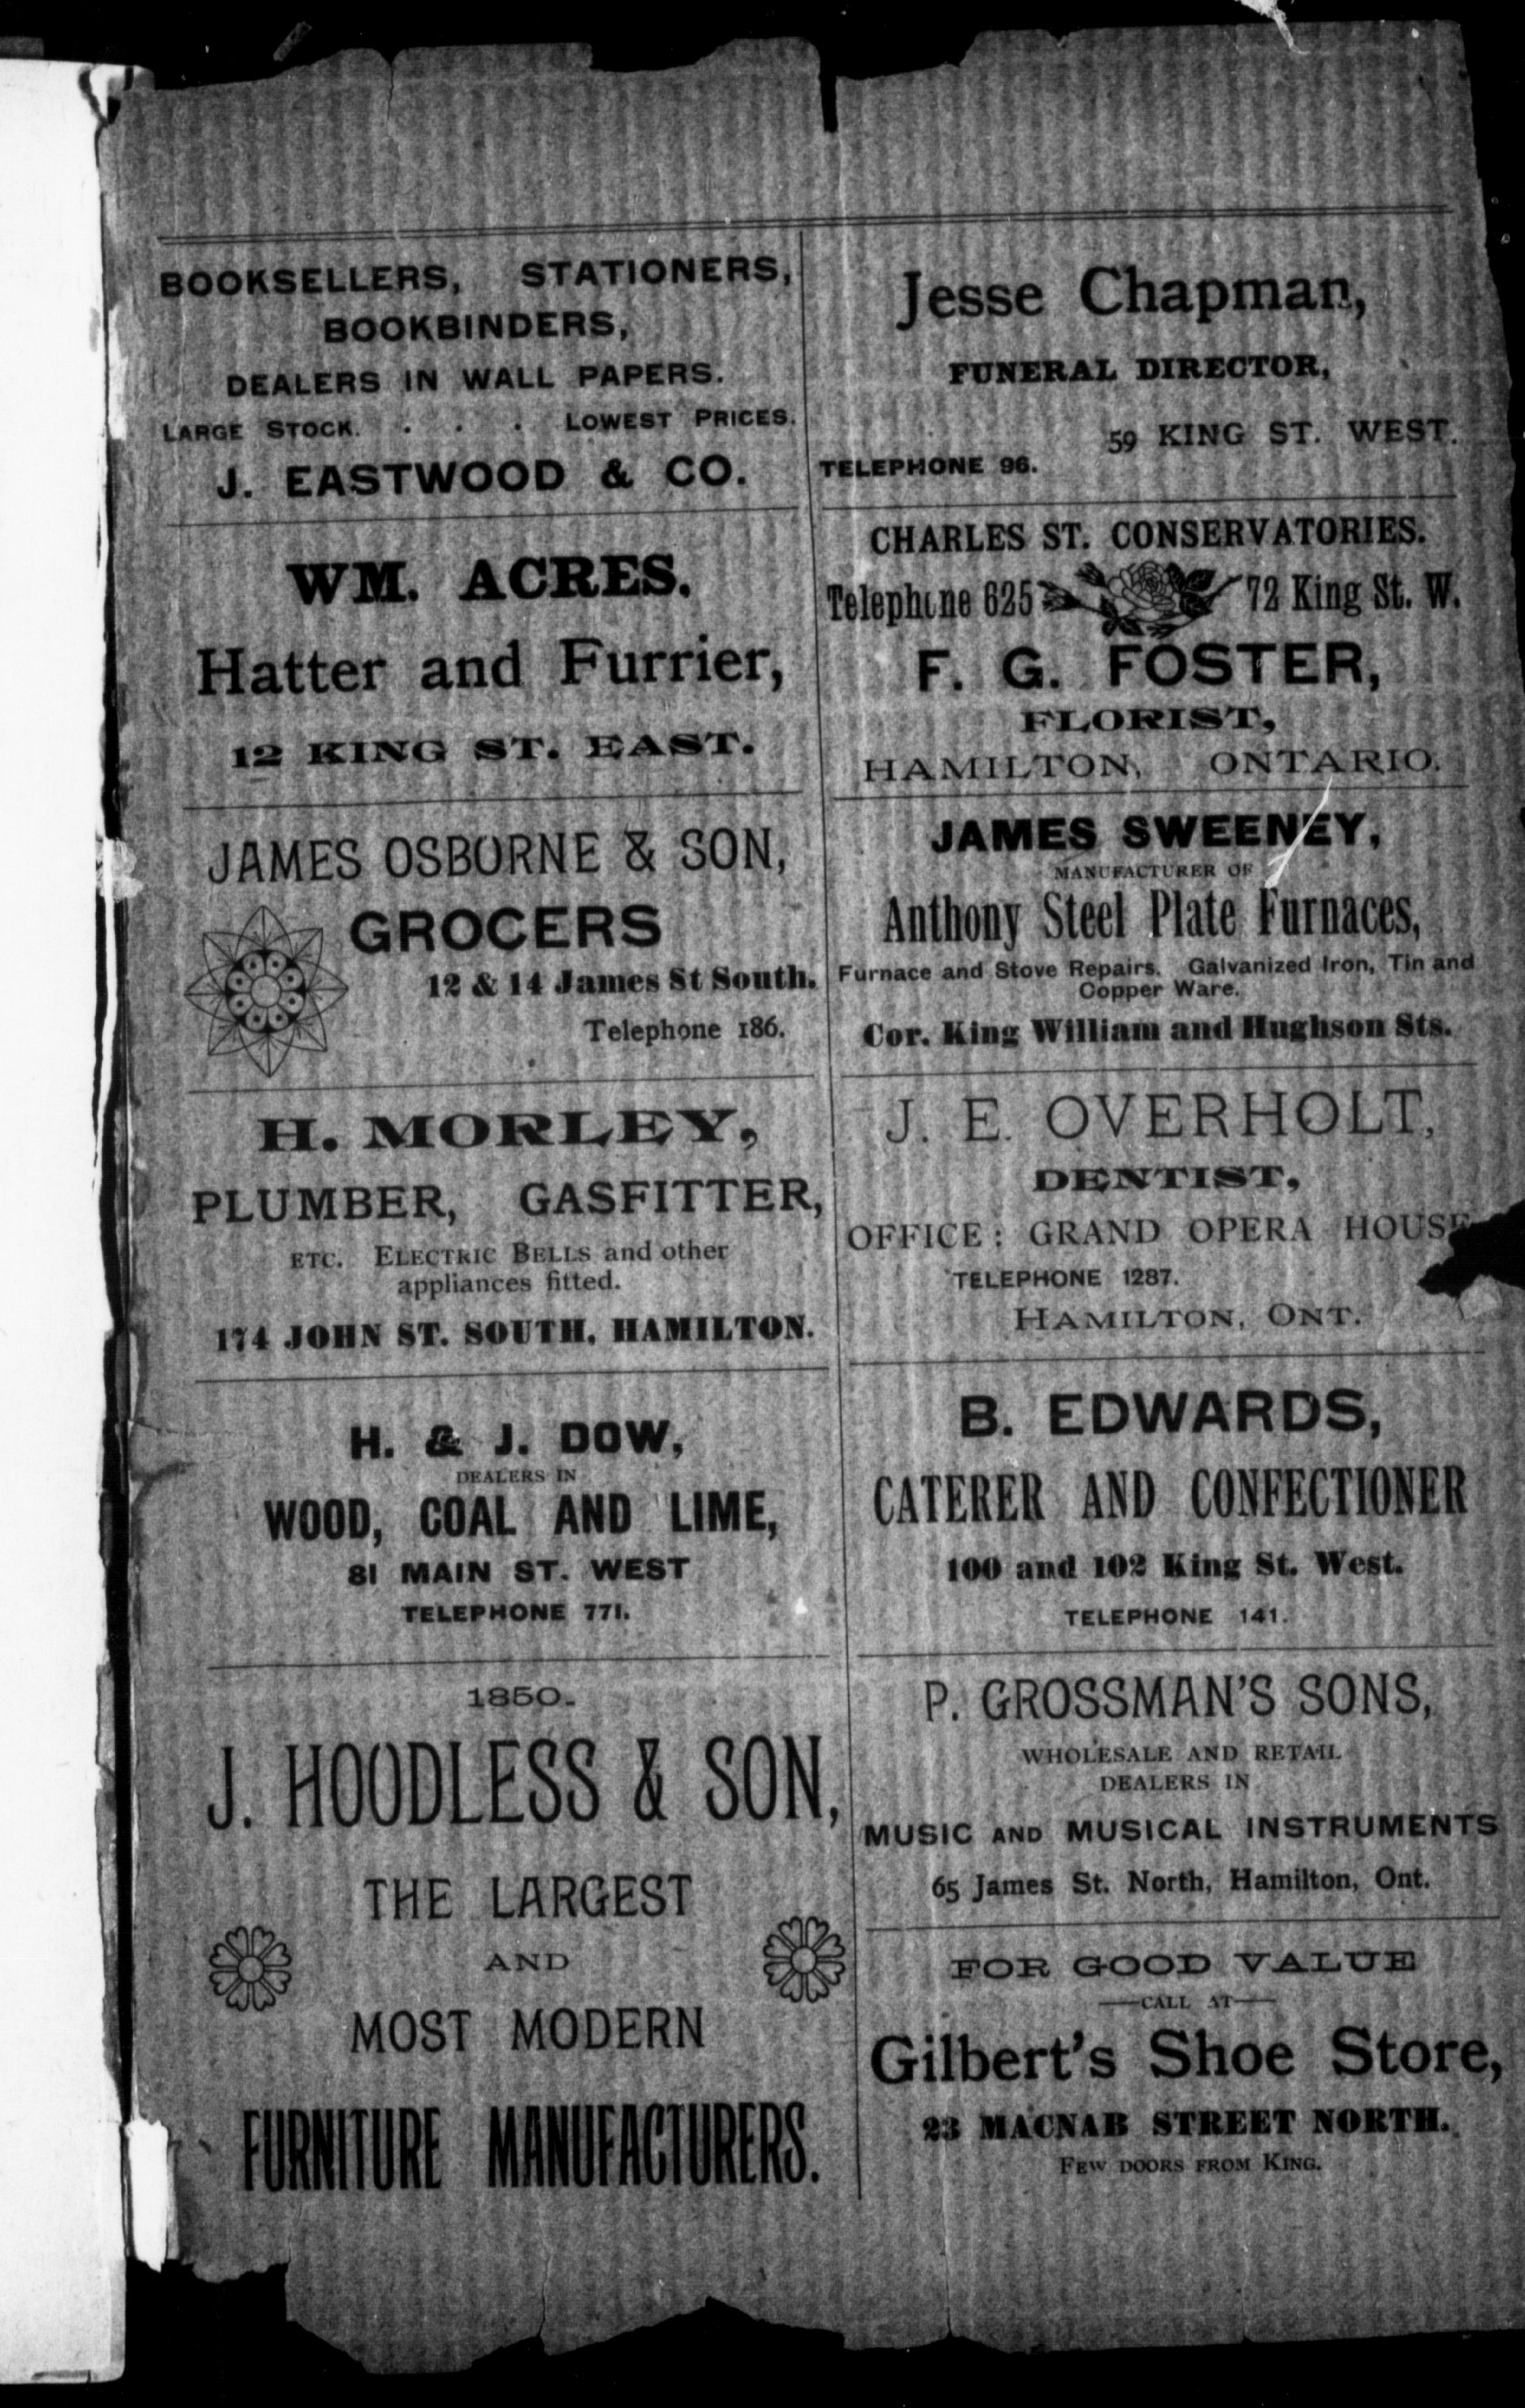 BOOKSELLERS, STATIONERS,
BOOKBINDERS,
DEALERS IN WALL PAPERS.
LARGE STOCK. . . . LOWEST PRICES.
J. EASTWOOD & CO.
WM. ACRES.
Hatter and Furrier,
12 KING ST. EAST.
JAMES OSBORNE & SON,
GROCERS
12 & 14 James St South.
Telephone 186.
H. MORLEY,
PLUMBER, GASFITTER,
ETC. ELECTRIC BELLS and other
appliances fitted.
174 JOHN ST. SOUTH, HAMILTON.
H. & J. DOW,
DEALERS IN
WOOD, COAL AND LIME,
81 MAIN ST. WEST
TELEPHONE 771.
1850.
J. HOODLESS & SON,
THE LARGEST
AND
MOST MODERN
FURNITURE MANUFACTURERS.
Jesse Chapman,
FUNERAL DIRECTOR,
59 KING ST. WEST.
TELEPHONE 96.
CHARLES ST. CONSERVATORIES.
Telephone 625 72 King St. W.
F. G. FOSTER,
FLORIST,
HAMILTON, ONTARIO.
JAMES SWEENEY,
MANUFACTURER OF
Anthony Steel Plate Furnaces,
Furnace and Stove Repairs. Galvanized Iron, Tin and
Copper Ware.
Cor. King William and Hughson Sts.
J. E. OVERHOLT,
DENTIST,
OFFICE: GRAND OPERA HOUSE
TELEPHONE 1287.
HAMILTON, ONT.
B. EDWARDS,
CATERER AND CONFECTIONER
100 and 102 King St. West.
TELEPHONE 141.
P. GROSSMAN'S SONS,
WHOLESALE AND RETAIL
DEALERS IN
MUSIC AND MUSICAL INSTRUMENTS
65 James St. North, Hamilton, Ont.
FOR GOOD VALUE
—CALL AT—
Gilbert's Shoe Store,
23 MACNAB STREET NORTH.
FEW DOORS FROM KING.